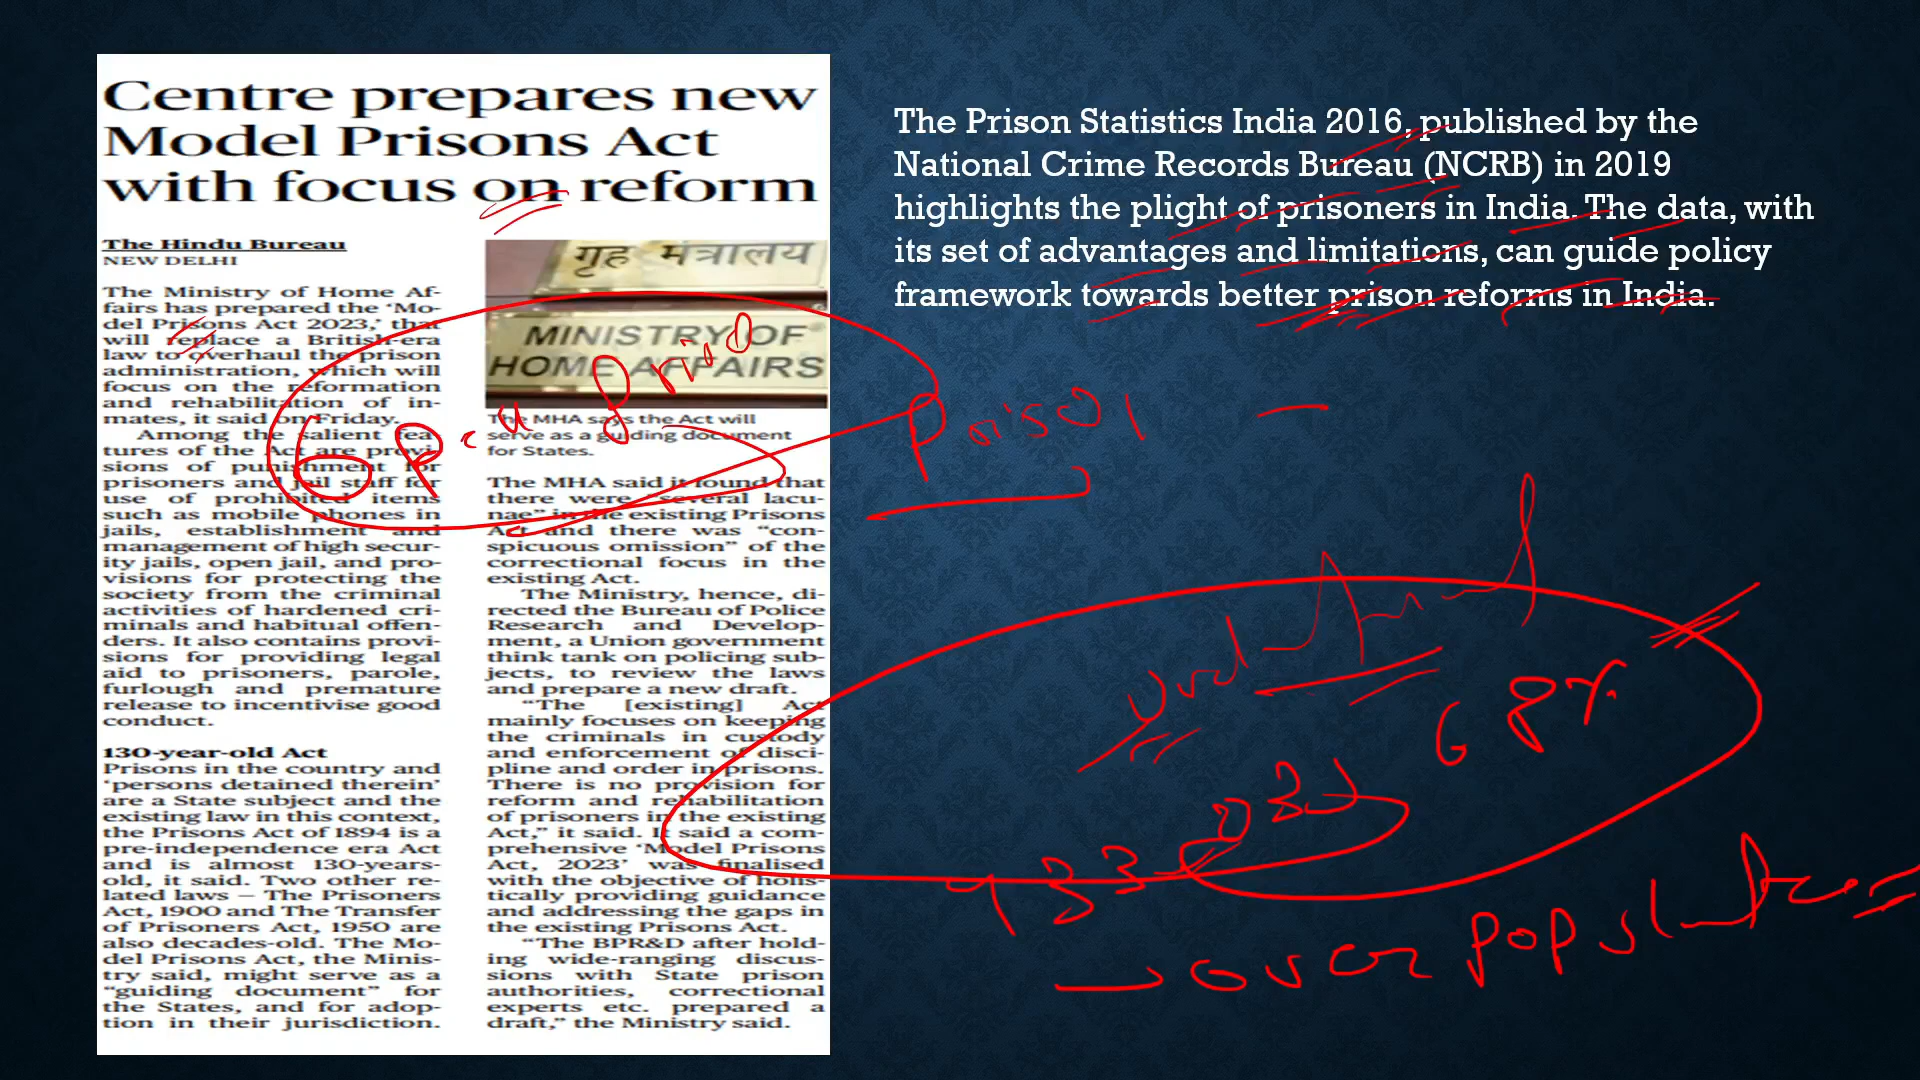 Centre prepares new
Model Prisons Act
with focus on reform
The Hindu Bureau
NEW DELHI
The Ministry of Home Af-
fairs has prepared the ‘Mo-
del Prisons Act 2023,’ that
will replace a British-era
law to overhaul the prison
administration, which will
focus on the reformation
and rehabilitation of in-
mates, it said on Friday.
Among the salient fea-
tures of the Act are provi-
sions of punishment for
prisoners and jail staff for
use of prohibited items
such as mobile phones in
jails, establishment and
management of high secur-
ity jails, open jail, and pro-
visions for protecting the
society from the criminal
activities of hardened cri-
minals and habitual offen-
ders. It also contains provi-
sions for providing legal
aid to prisoners, parole,
furlough and premature
release to incentivise good
conduct.
130-year-old Act
Prisons in the country and
‘persons detained therein’
are a State subject and the
existing law in this context,
the Prisons Act of 1894 is a
pre-independence era Act
and is almost 130-years-
old, it said. Two other re-
lated laws — The Prisoners
Act, 1900 and The Transfer
of Prisoners Act, 1950 are
also decades-old. The Mo-
del Prisons Act, the Minis-
try said, might serve as a
“guiding document” for
the States, and for adop-
tion in their jurisdiction.
गृह मंत्रालय
MINISTRY OF
HOME AFFAIRS
The MHA says the Act will
serve as a guiding document
for States.
The MHA said it found that
there were “several lacu-
nae” in the existing Prisons
Act and there was “con-
spicuous omission” of the
correctional focus in the
existing Act.
The Ministry, hence, di-
rected the Bureau of Police
Research and Develop-
ment, a Union government
think tank on policing sub-
jects, to review the laws
and prepare a new draft.
“The [existing] Act
mainly focuses on keeping
the criminals in custody
and enforcement of disci-
pline and order in prisons.
There is no provision for
reform and rehabilitation
of prisoners in the existing
Act,” it said. It said a com-
prehensive ‘Model Prisons
Act, 2023’ was finalised
with the objective of holis-
tically providing guidance
and addressing the gaps in
the existing Prisons Act.
“The BPR&D after hold-
ing wide-ranging discus-
sions with State prison
authorities, correctional
experts etc. prepared a
draft,” the Ministry said.
The Prison Statistics India 2016, published by the
National Crime Records Bureau (NCRB) in 2019
highlights the plight of prisoners in India. The data, with
its set of advantages and limitations, can guide policy
framework towards better prison reforms in India.
Prison
68%
over population